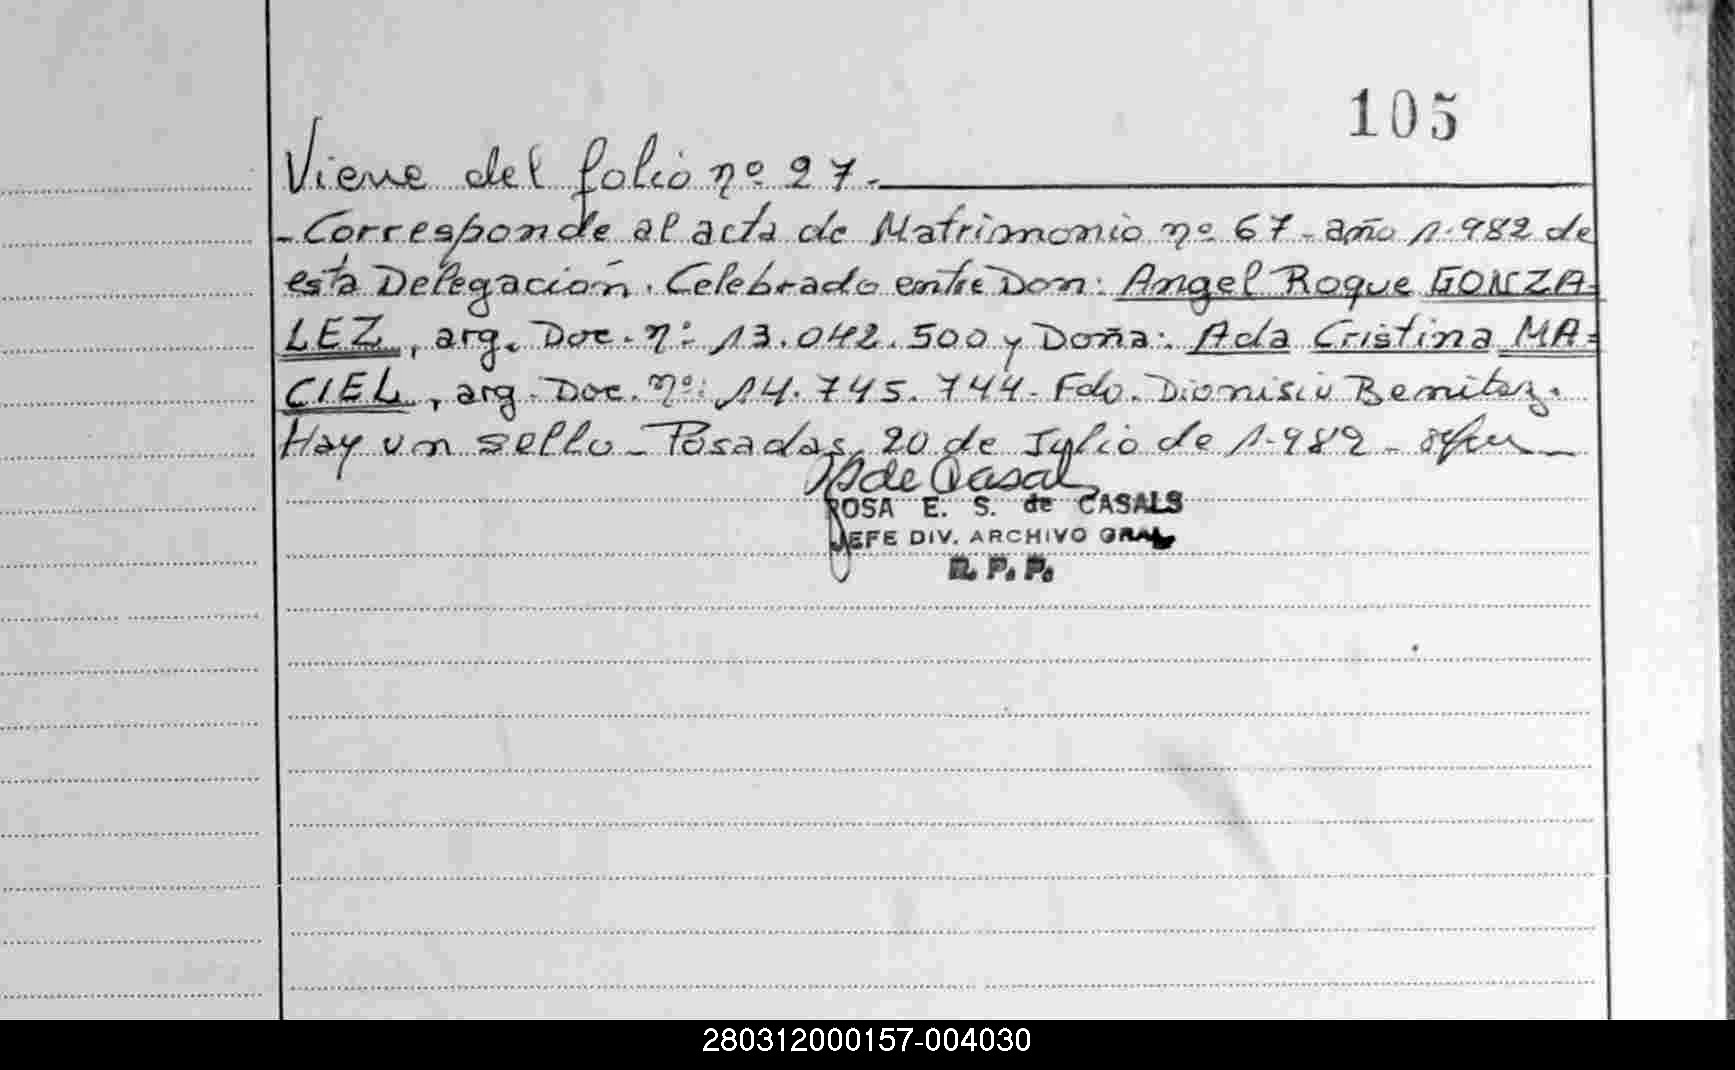 105
Viene del folio nº 27.
- Corresponde al acta de Matrimonio nº 67 - año 1.982 de
esta Delegación. Celebrado entre Don: Angel Roque GONZA-
LEZ, arg. Doc. nº: 13.042.500 y Doña: Ada Cristina MA=
CIEL, arg. Doc. nº: 14.745.744. Fdo. Dionisio Benitez.
Hay un sello - Posadas, 20 de Julio de 1.982 -
de Casal
ROSA E. S. de CASALS
JEFE DIV. ARCHIVO GRAL
R. P. P.
280312000157-004030